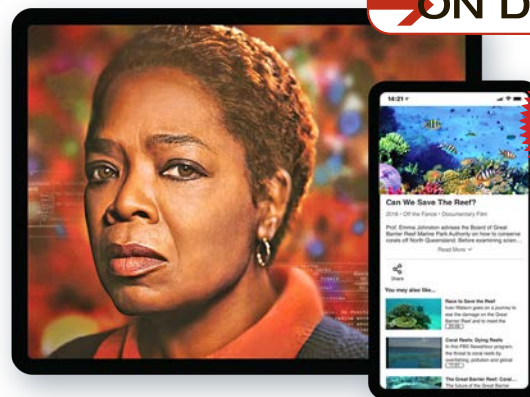 ON D
14:21
Can We Save The Reef?
2018 • Off the Fence • Documentary Film
Prof. Emma Johnston advises the Board of Great
Barrier Reef Marine Park Authority on how to conserve
corals off North Queensland. Before examining scien...
Read More
Share
You may also like...
Race to Save the Reef
Ivan Watson goes on a journey to
see the damage on the Great
Barrier Reef and to meet the
Coral Reefs: Dying Reefs
In this PBS NewsHour program,
the threat to coral reefs by
overfishing, pollution and global
The Great Barrier Reef: Coral...
The future of the Great Barrier